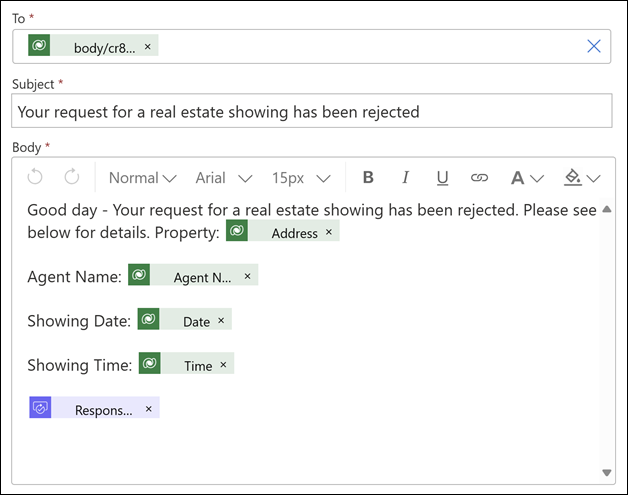 To *
body/cr8... ×
Subject *
Your request for a real estate showing has been rejected
Body *
Normal Arial 15px B I U A
Good day - Your request for a real estate showing has been rejected. Please see
below for details. Property: Address ×
Agent Name: Agent N... ×
Showing Date: Date ×
Showing Time: Time ×
Respons... ×